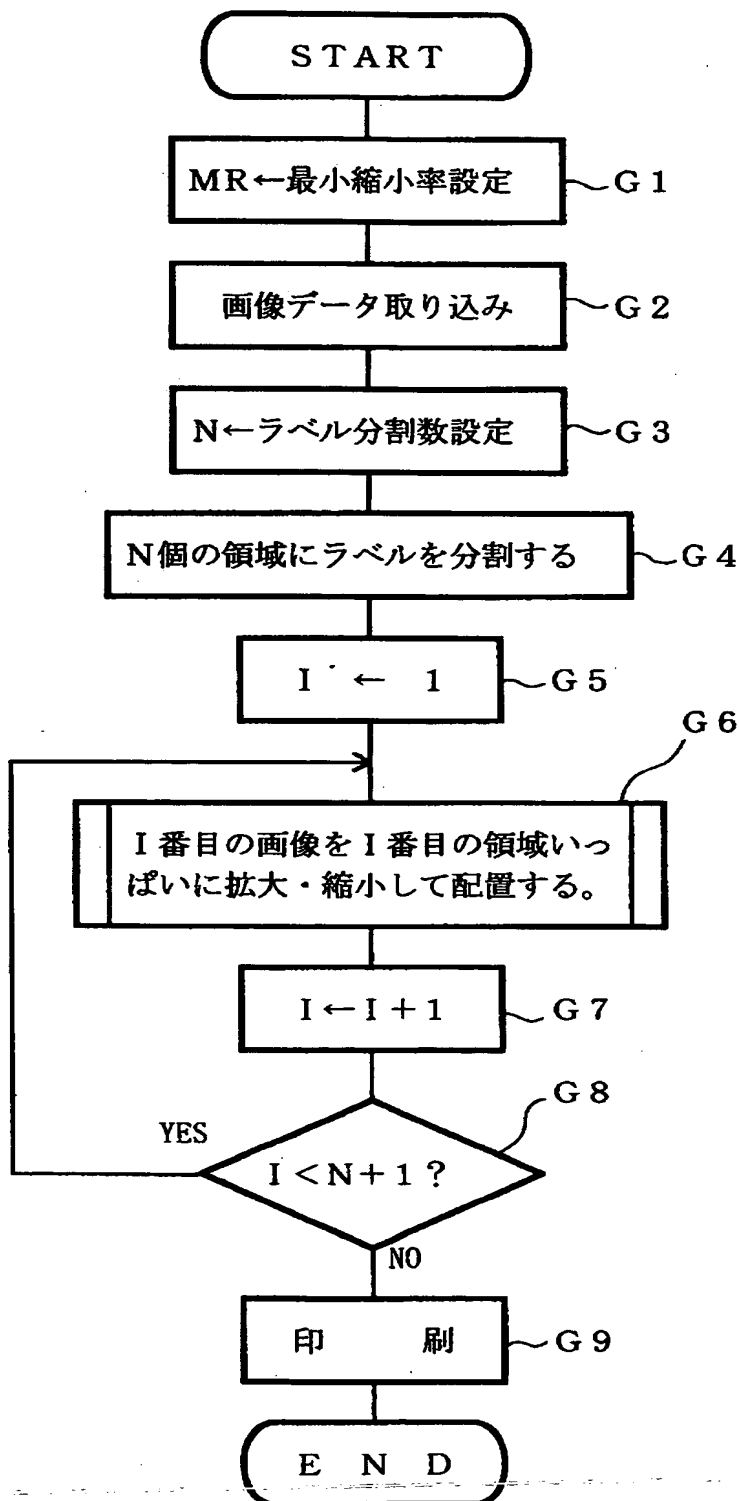 START
MR←最小縮小率設定
G1
画像データ取り込み
G2
N←ラベル分割数設定
G3
N個の領域にラベルを分割する
G4
I ← 1
G5
G6
I番目の画像をI番目の領域いっ
ぱいに拡大・縮小して配置する。
I←I+1
G7
G8
YES
I<N+1?
NO
印 刷
G9
END